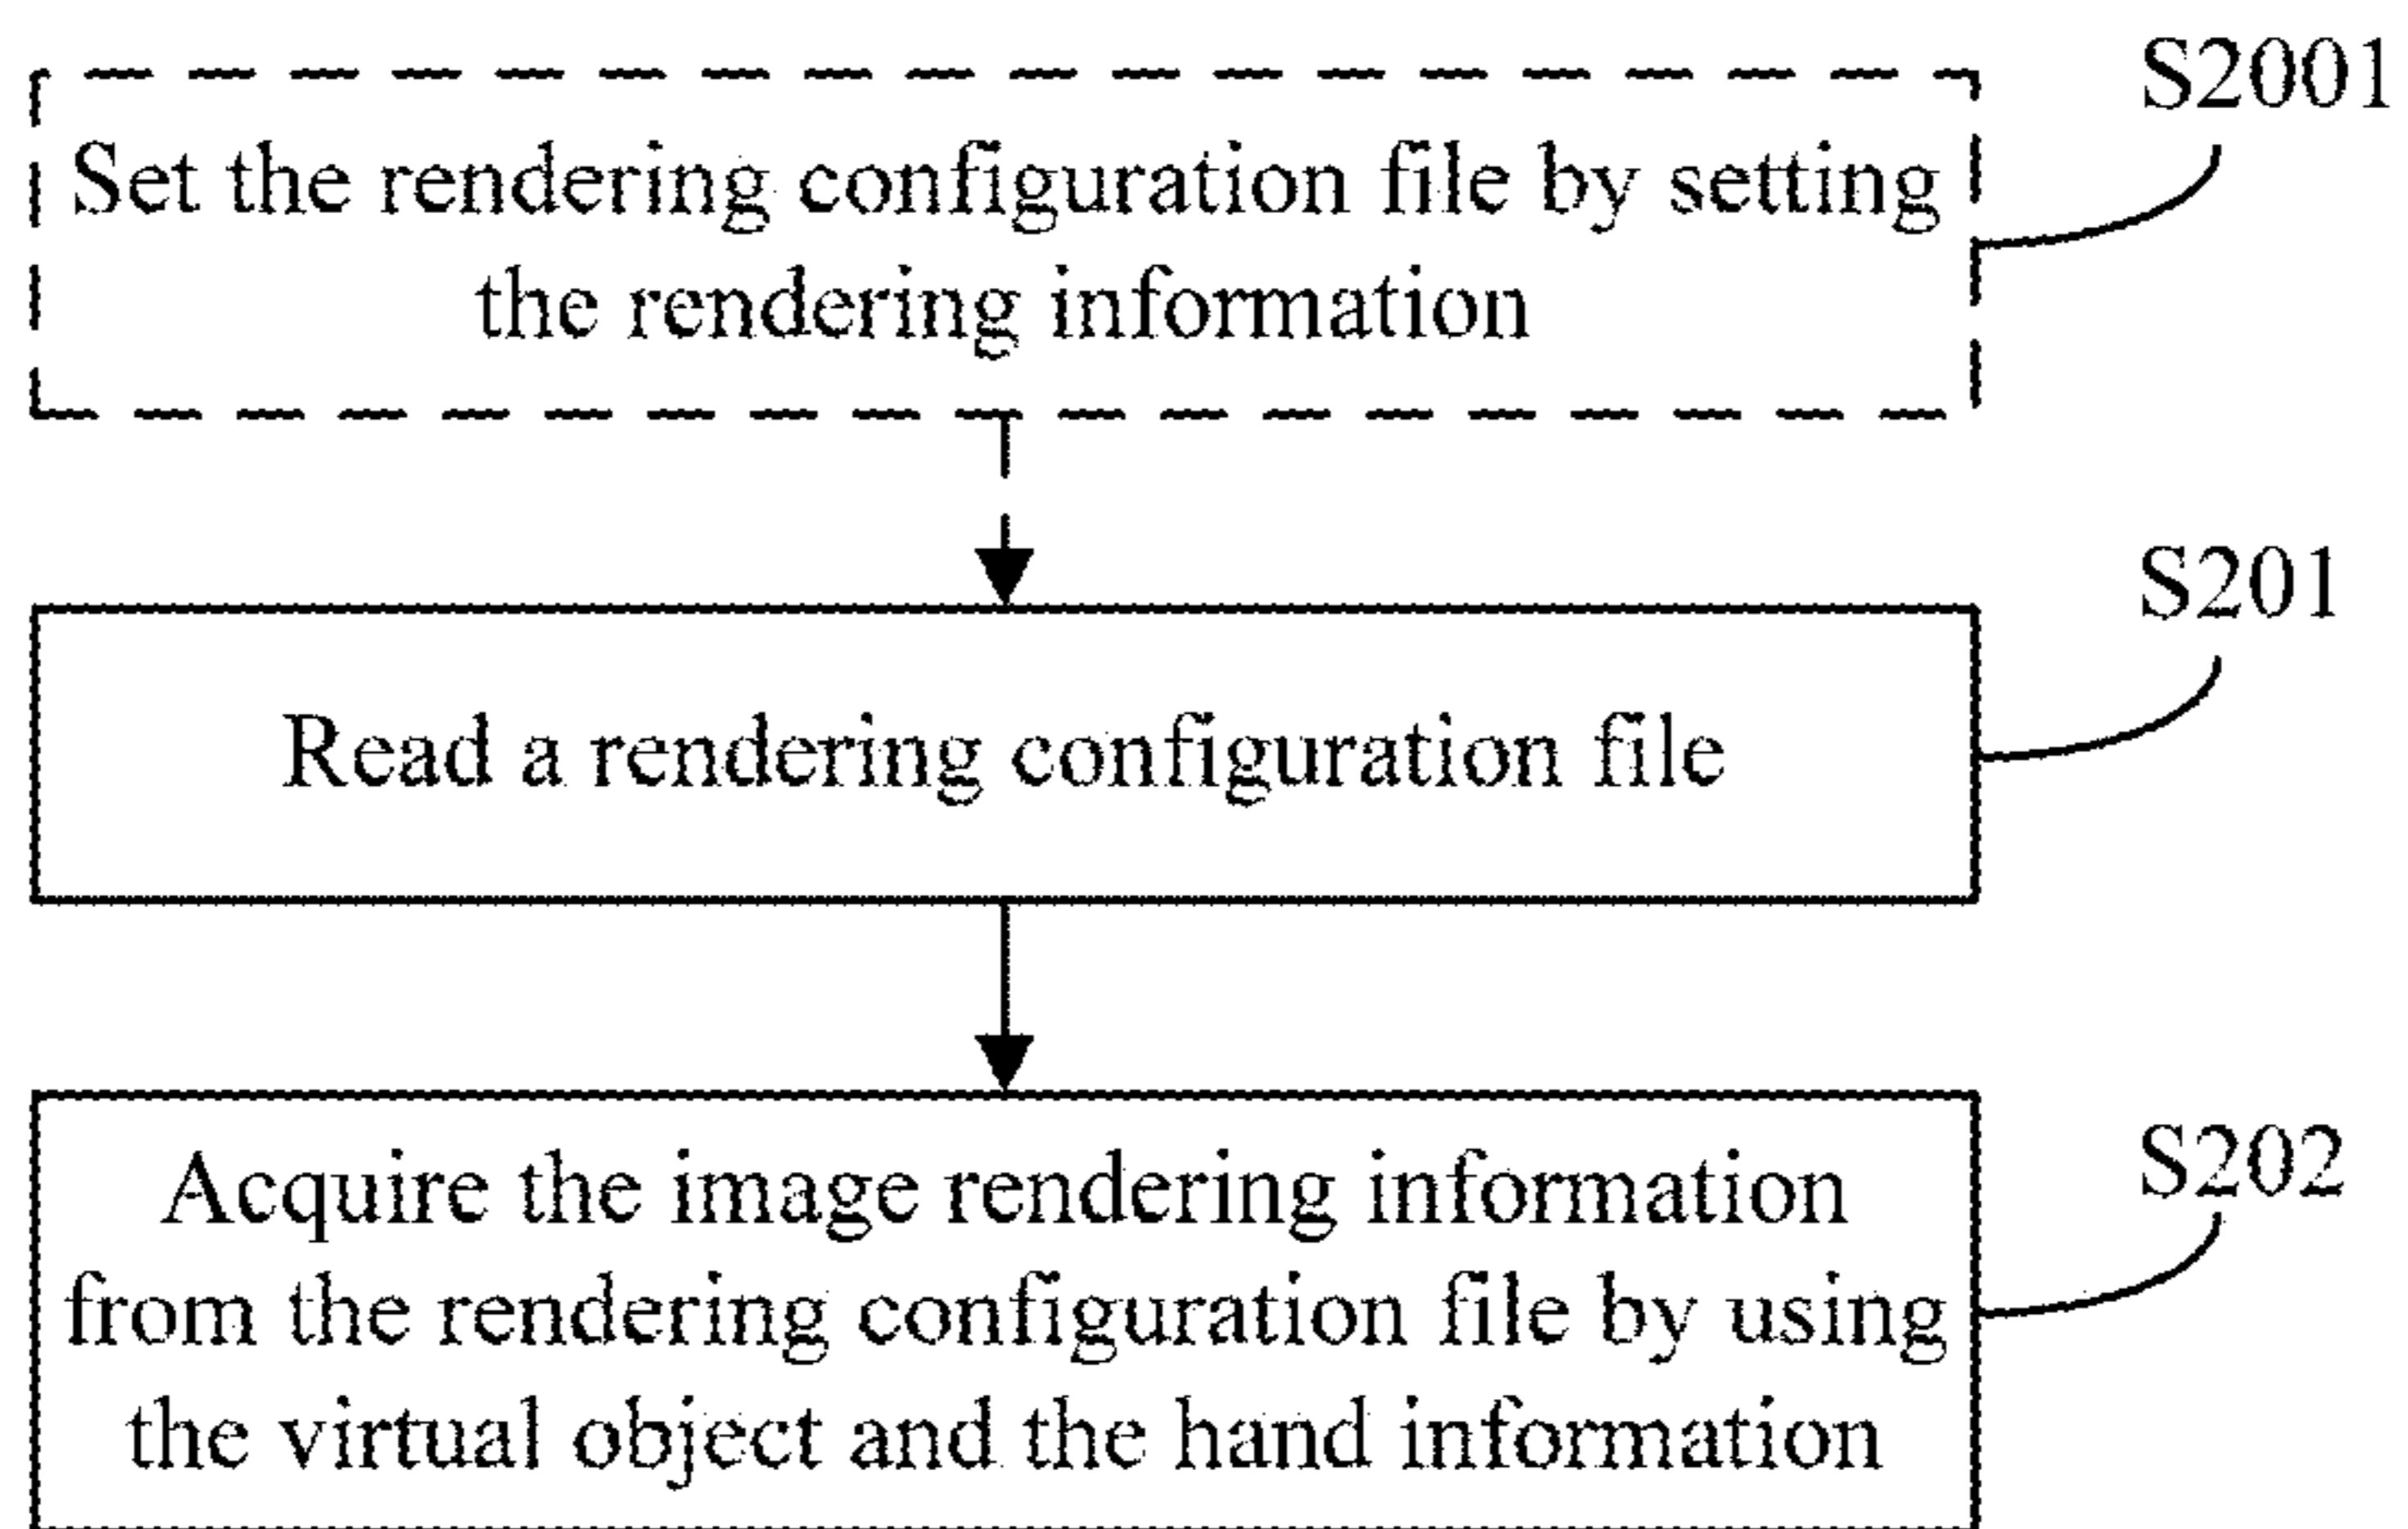 S2001
Set the rendering configuration file by setting
the rendering information
S201
Read a rendering configuration file
S202
Acquire the image rendering information
from the rendering configuration file by using
the virtual object and the hand information